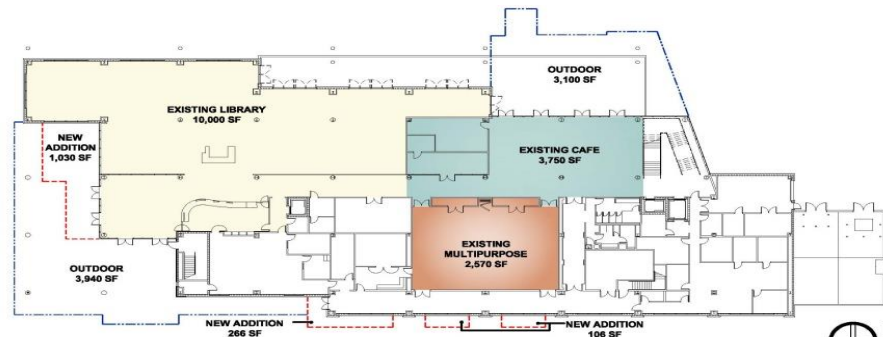 OUTDOOR
3,100 SF
EXISTING LIBRARY
10,000 SF
NEW
ADDITION
1,030 SF
EXISTING CAFE
3,750 SF
EXISTING
MULTIPURPOSE
2,570 SF
OUTDOOR
3,940 SF
NEW ADDITION
266 SF
NEW ADDITION
106 SF